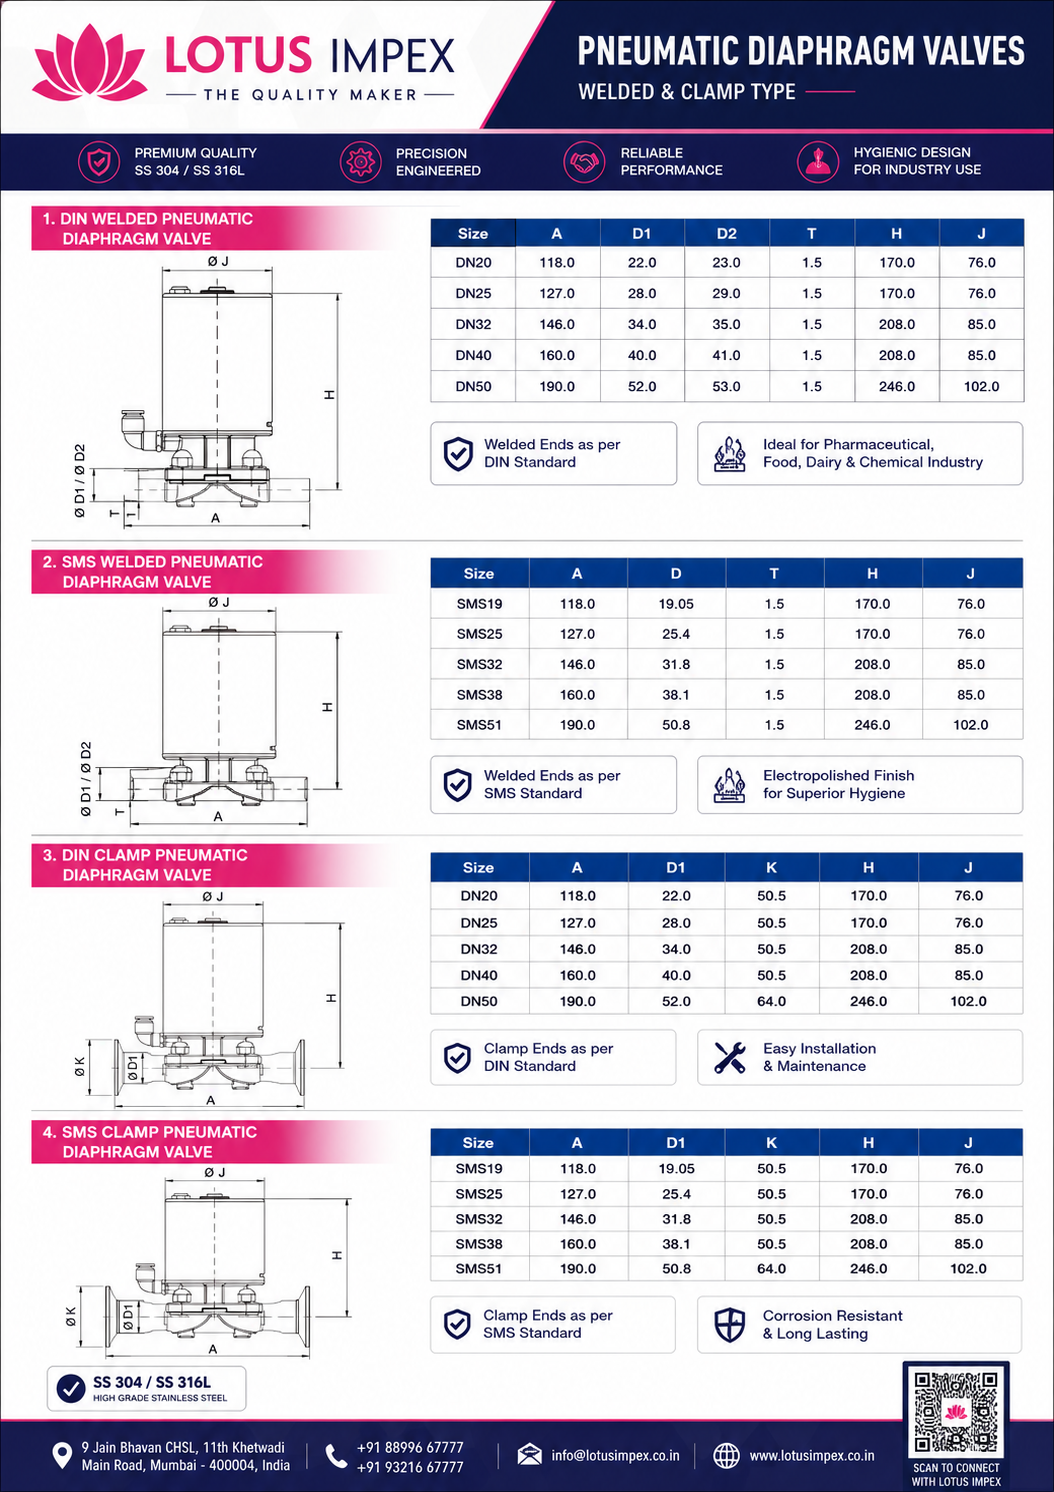 LOTUS IMPEX
THE QUALITY MAKER
PNEUMATIC DIAPHRAGM VALVES
WELDED & CLAMP TYPE
PREMIUM QUALITY
SS 304 / SS 316L
PRECISION
ENGINEERED
RELIABLE
PERFORMANCE
HYGIENIC DESIGN
FOR INDUSTRY USE
1. DIN WELDED PNEUMATIC
DIAPHRAGM VALVE
Ø J
H
Ø D1 / Ø D2
T
A
Size A D1 D2 T H J
DN20 118.0 22.0 23.0 1.5 170.0 76.0
DN25 127.0 28.0 29.0 1.5 170.0 76.0
DN32 146.0 34.0 35.0 1.5 208.0 85.0
DN40 160.0 40.0 41.0 1.5 208.0 85.0
DN50 190.0 52.0 53.0 1.5 246.0 102.0
Welded Ends as per
DIN Standard
Ideal for Pharmaceutical,
Food, Dairy & Chemical Industry
2. SMS WELDED PNEUMATIC
DIAPHRAGM VALVE
Ø J
H
Ø D1 / Ø D2
T
A
Size A D T H J
SMS19 118.0 19.05 1.5 170.0 76.0
SMS25 127.0 25.4 1.5 170.0 76.0
SMS32 146.0 31.8 1.5 208.0 85.0
SMS38 160.0 38.1 1.5 208.0 85.0
SMS51 190.0 50.8 1.5 246.0 102.0
Welded Ends as per
SMS Standard
Electropolished Finish
for Superior Hygiene
3. DIN CLAMP PNEUMATIC
DIAPHRAGM VALVE
Ø J
H
Ø K
Ø D1
A
Size A D1 K H J
DN20 118.0 22.0 50.5 170.0 76.0
DN25 127.0 28.0 50.5 170.0 76.0
DN32 146.0 34.0 50.5 208.0 85.0
DN40 160.0 40.0 50.5 208.0 85.0
DN50 190.0 52.0 64.0 246.0 102.0
Clamp Ends as per
DIN Standard
Easy Installation
& Maintenance
4. SMS CLAMP PNEUMATIC
DIAPHRAGM VALVE
Ø J
H
Ø K
Ø D1
A
Size A D1 K H J
SMS19 118.0 19.05 50.5 170.0 76.0
SMS25 127.0 25.4 50.5 170.0 76.0
SMS32 146.0 31.8 50.5 208.0 85.0
SMS38 160.0 38.1 50.5 208.0 85.0
SMS51 190.0 50.8 64.0 246.0 102.0
Clamp Ends as per
SMS Standard
Corrosion Resistant
& Long Lasting
SS 304 / SS 316L
HIGH GRADE STAINLESS STEEL
9 Jain Bhavan CHSL, 11th Khetwadi
Main Road, Mumbai - 400004, India
+91 88996 67777
+91 93216 67777
info@lotusimpex.co.in
www.lotusimpex.co.in
SCAN TO CONNECT
WITH LOTUS IMPEX